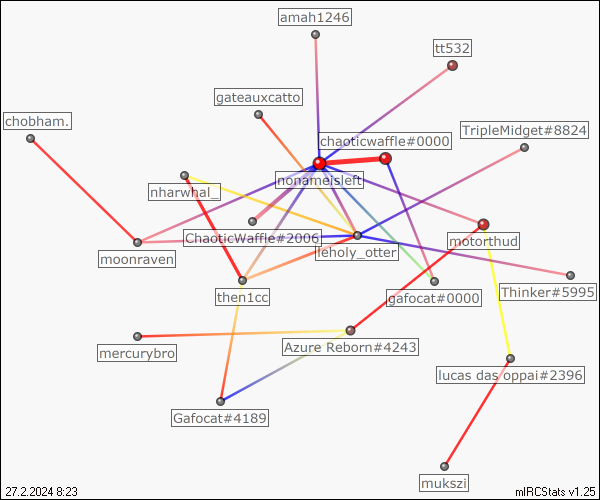 amah1246
tt532
gateauxcatto
chobham.
chaoticwaffle#0000
TripleMidget#8824
nonameisleft
nharwhal_
ChaoticWaffle#2006
motorthud
leholy_otter
moonraven
Thinker#5995
then1cc
gafocat#0000
Azure Reborn#4243
mercurybro
lucas das oppai#2396
Gafocat#4189
mukszi
27.2.2024 8:23
mIRCStats v1.25